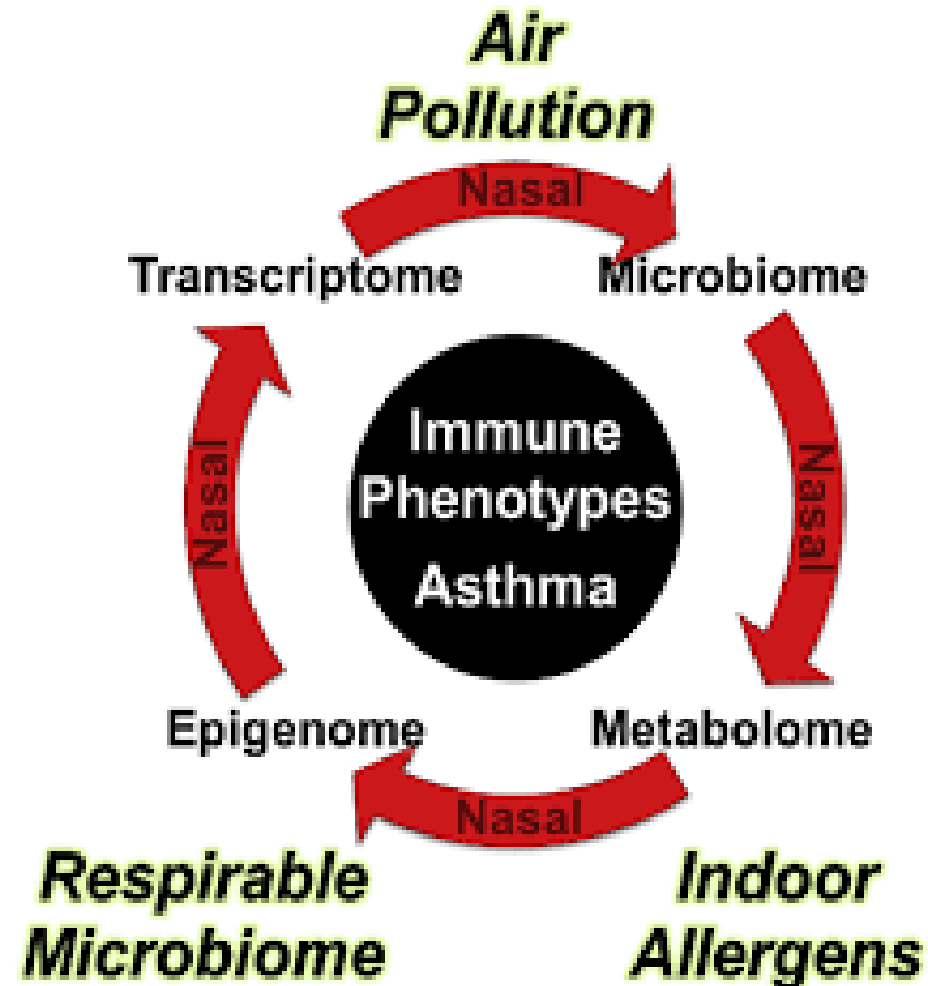 Air
Pollution
Nasal
Transcriptome
Microbiome
Immune
Phenotypes
Asthma
Nasal
Nasal
Epigenome
Metabolome
Nasal
Respirable
Microbiome
Indoor
Allergens